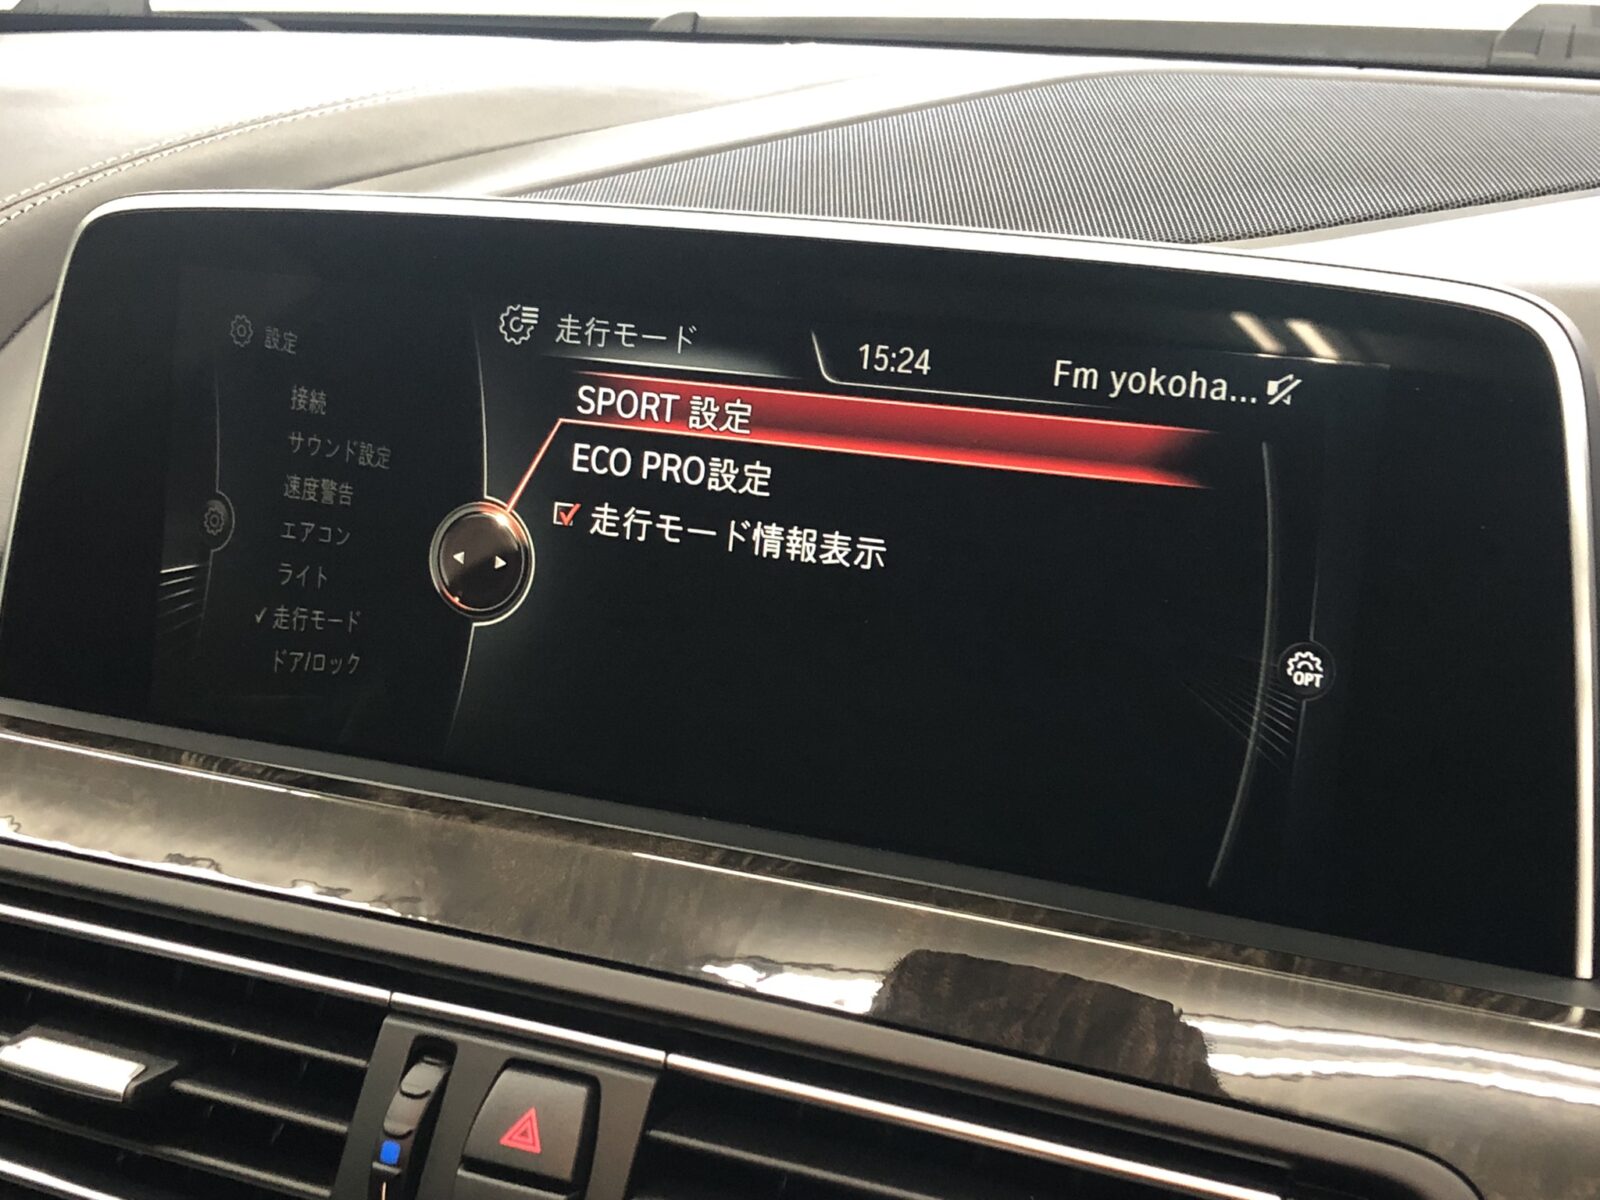 設定
接続
サウンド設定
速度警告
エアコン
ライト
走行モード
ドア/ロック
走行モード
15:24
Fm yokoha...
SPORT 設定
ECO PRO設定
走行モード情報表示
OPT